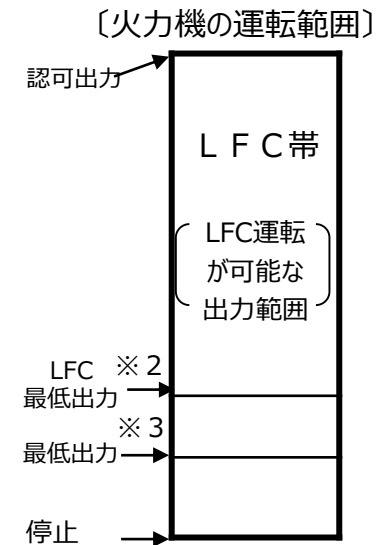 〔火力機の運転範囲〕
認可出力
ＬＦＣ帯
LFC運転
が可能な
出力範囲
LFC ※２
最低出力
※３
最低出力
停止